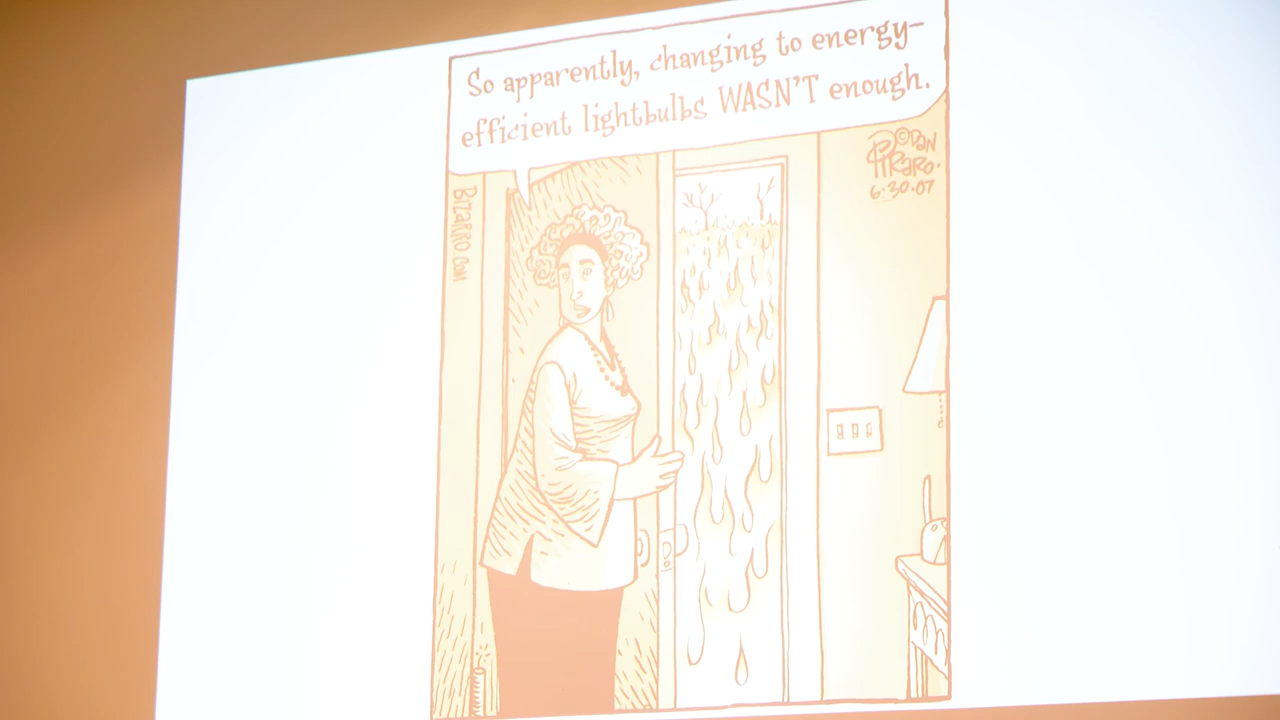 So apparently, changing to energy-
efficient lightbulbs WASN'T enough.
© DAN
PIRARO.
6·30·07
BIZARRO.COM